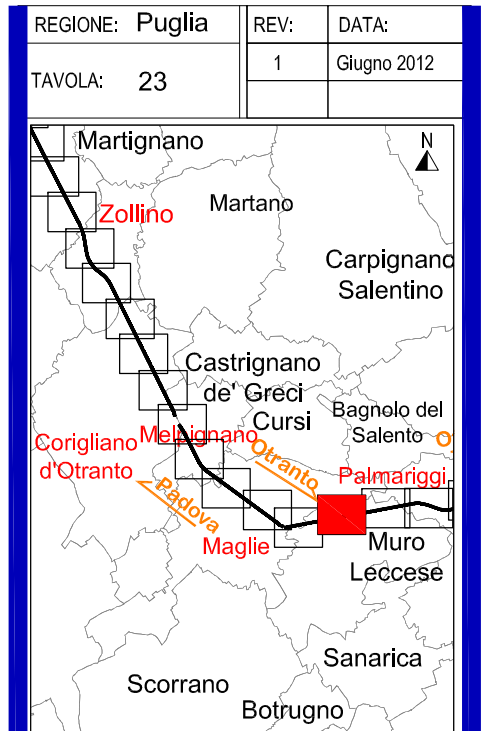 REGIONE: Puglia
REV:
DATA:
1
Giugno 2012
TAVOLA: 23
Martignano
N
Zollino
Martano
Carpignano
Salentino
Castrignano
de' Greci
Cursi
Bagnolo del
Salento
Corigliano
d'Otranto
Melpignano
Otranto
Palmariggi
Padova
Maglie
Muro
Leccese
Sanarica
Scorrano
Botrugno